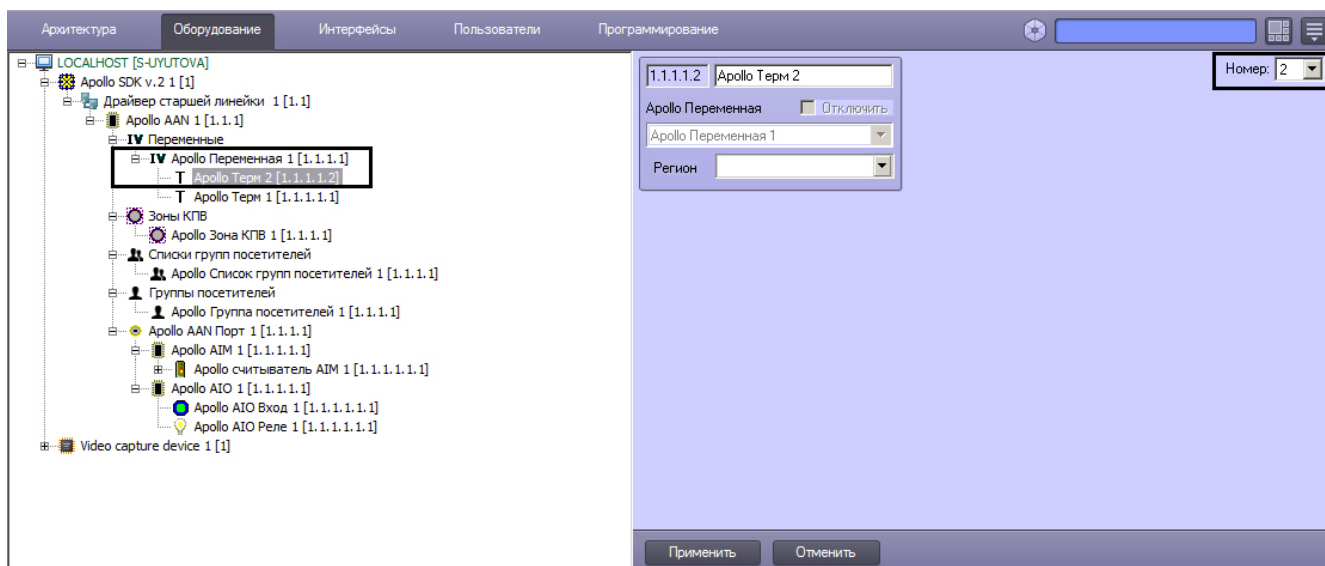 Архитектура Оборудование Интерфейсы Пользователи Программирование
LOCALHOST [S-UYUTOVA]
Apollo SDK v.2 1 [1]
Драйвер старшей линейки 1 [1.1]
Apollo AAN 1 [1.1.1]
IV Переменные
IV Apollo Переменная 1 [1.1.1.1]
T Apollo Терм 2 [1.1.1.1.2]
T Apollo Терм 1 [1.1.1.1.1]
Зоны КПВ
Apollo Зона КПВ 1 [1.1.1.1]
Списки групп посетителей
Apollo Список групп посетителей 1 [1.1.1.1]
Группы посетителей
Apollo Группа посетителей 1 [1.1.1.1]
Apollo AAN Порт 1 [1.1.1.1]
Apollo AIM 1 [1.1.1.1.1]
Apollo считыватель AIM 1 [1.1.1.1.1.1]
Apollo AIO 1 [1.1.1.1.1]
Apollo AIO Вход 1 [1.1.1.1.1.1]
Apollo AIO Реле 1 [1.1.1.1.1.1]
Video capture device 1 [1]
1.1.1.1.2 Apollo Терм 2
Apollo Переменная Отключить
Apollo Переменная 1
Регион
Номер: 2
Применить Отменить